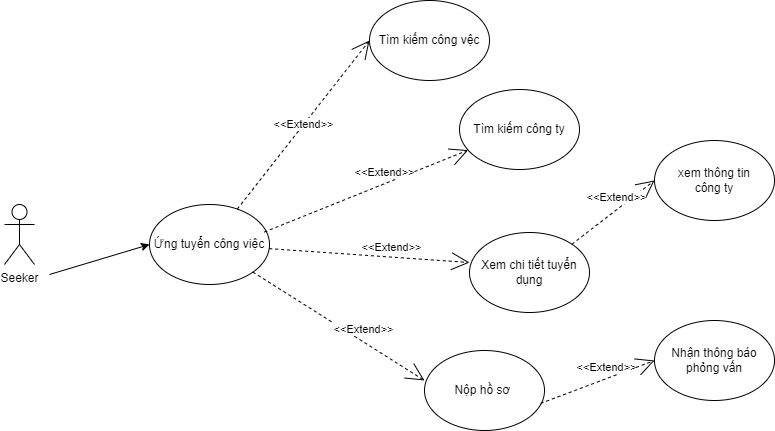 Tìm kiếm công vệc
<<Extend>>
Tìm kiếm công ty
<<Extend>>
xem thông tin
công ty
<<Extend>>
Ứng tuyển công việc
<<Extend>>
Xem chi tiết tuyển
dụng
Seeker
<<Extend>>
Nhận thông báo
phỏng vấn
<<Extend>>
Nộp hồ sơ